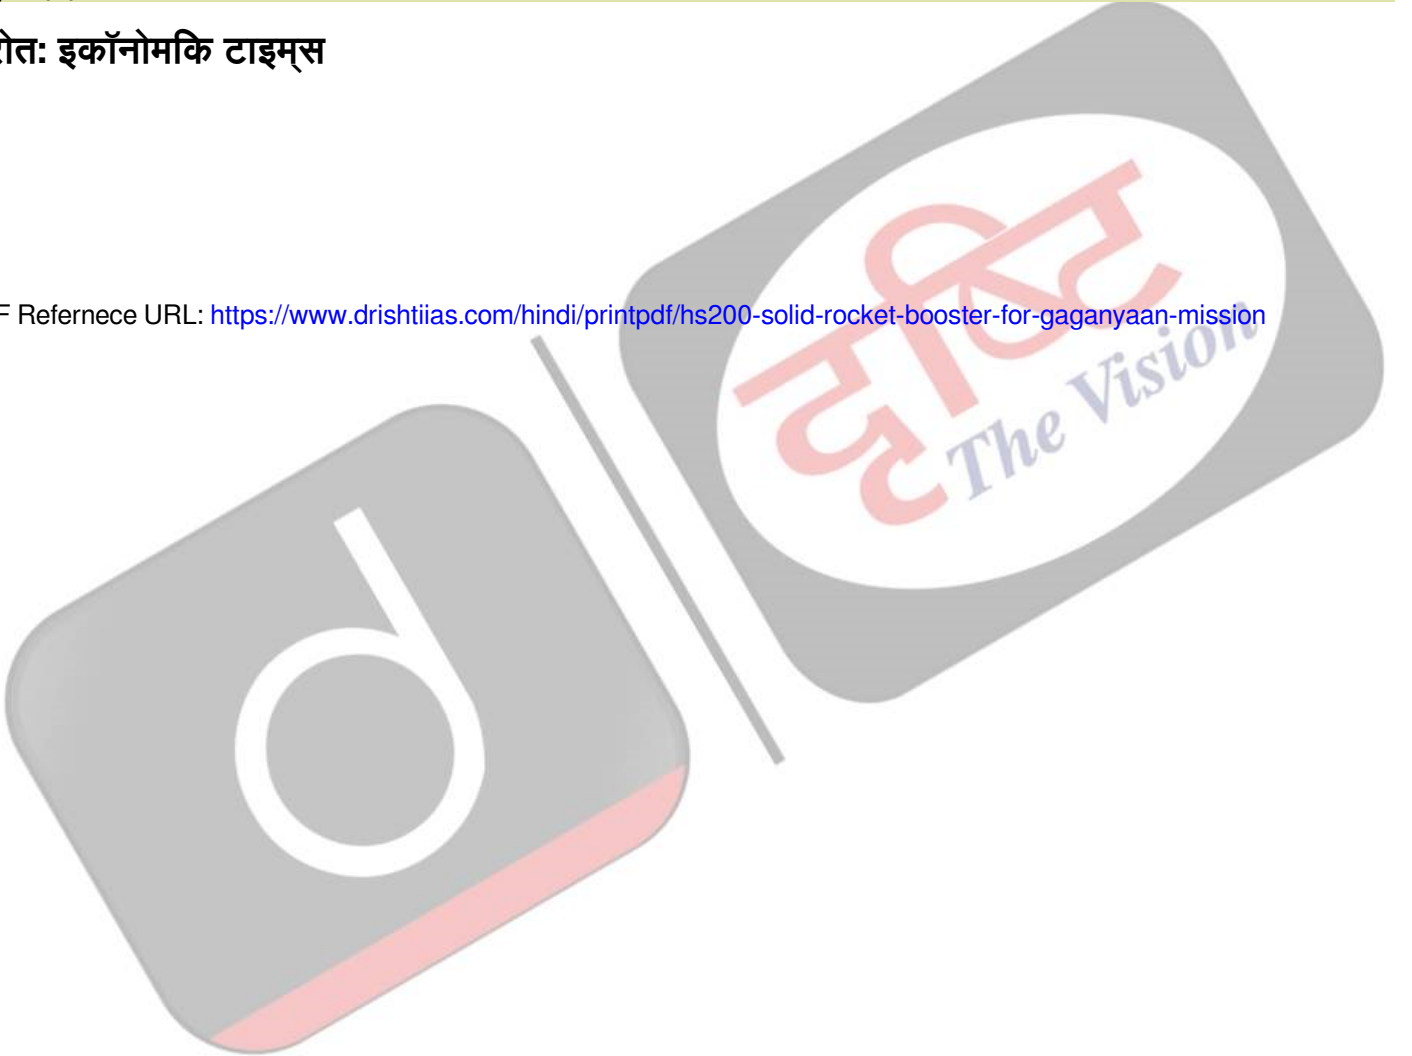 रोत: इकॉनोमकि टाइम्स
F Refernece URL: https://www.drishtiias.com/hindi/printpdf/hs200-solid-rocket-booster-for-gaganyaan-mission
दृष्टि
The Vision
d